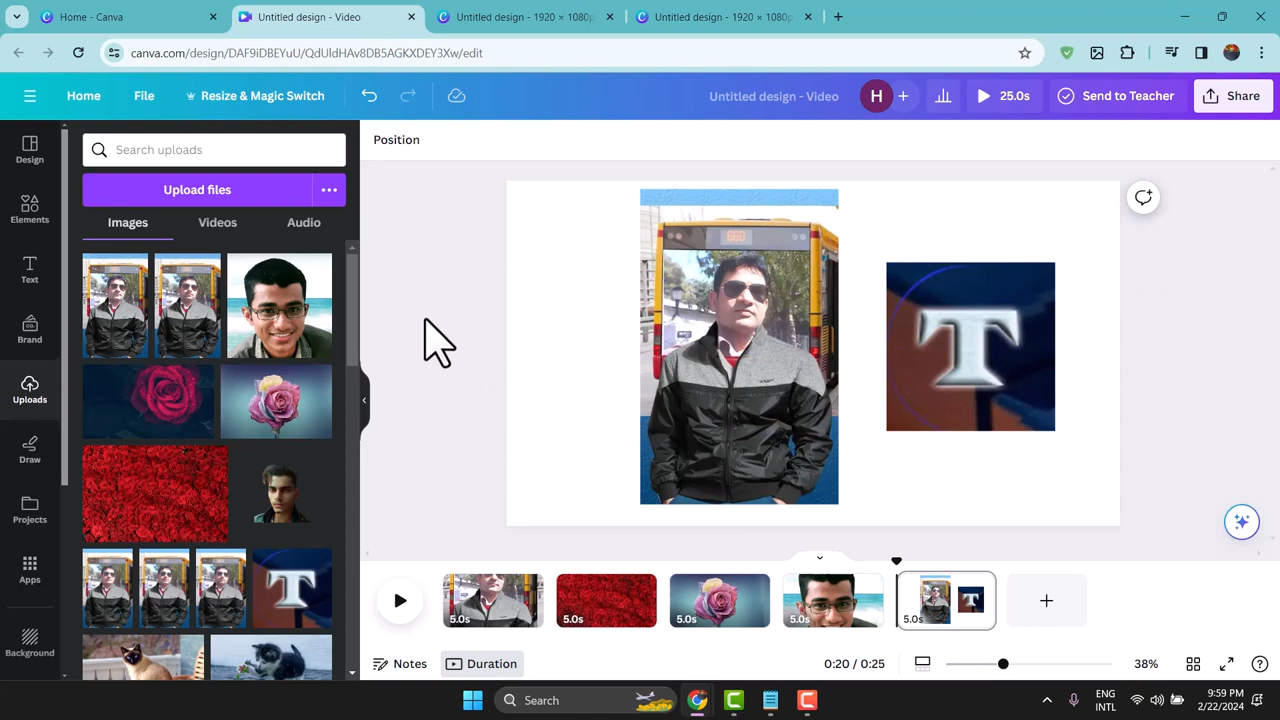 Home - Canva
Untitled design - Video
Untitled design - 1920 × 1080p
Untitled design - 1920 × 1080p
canva.com/design/DAF9iDBEYuU/QdUldHAv8DB5AGKXDEY3Xw/edit
Home
File
Resize & Magic Switch
Untitled design - Video
H
25.0s
Send to Teacher
Share
Design
Elements
Text
Brand
Uploads
Draw
Projects
Apps
Background
Search uploads
Upload files
Images
Videos
Audio
T
Position
660
T
5.0s
5.0s
5.0s
5.0s
5.0s
T
Notes
Duration
0:20 / 0:25
38%
Search
ENG
INTL
9:59 PM
2/22/2024